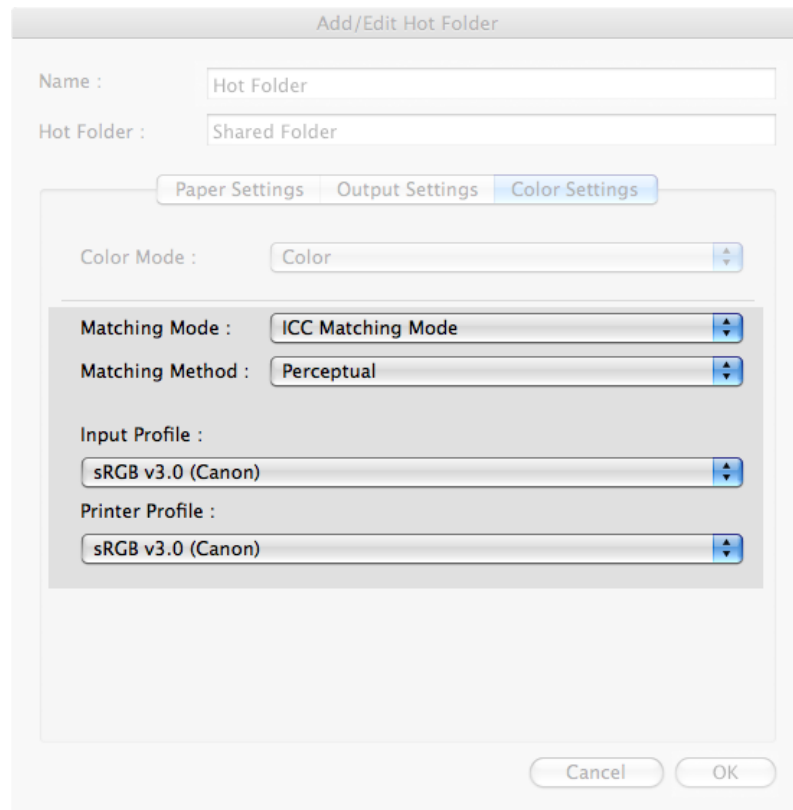 Add/Edit Hot Folder
Name : Hot Folder
Hot Folder : Shared Folder
Paper Settings Output Settings Color Settings
Color Mode : Color
Matching Mode : ICC Matching Mode
Matching Method : Perceptual
Input Profile :
sRGB v3.0 (Canon)
Printer Profile :
sRGB v3.0 (Canon)
Cancel OK